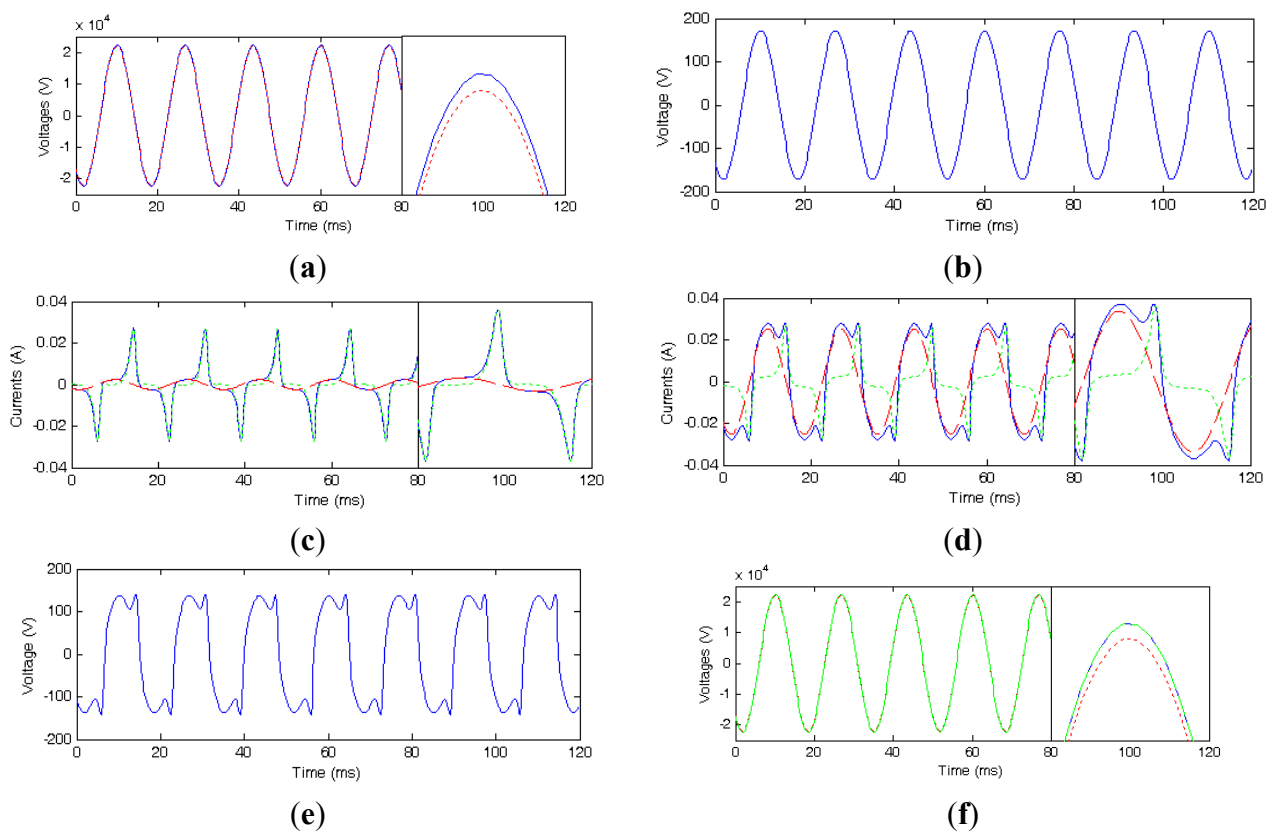 x 10⁴
Voltages (V)
2
1
0
-1
-2
0 20 40 60 80 100 120
Time (ms)
(a)
Voltage (V)
200
100
0
-100
-200
0 20 40 60 80 100 120
Time (ms)
(b)
Currents (A)
0.04
0.02
0
-0.02
-0.04
0 20 40 60 80 100 120
Time (ms)
(c)
Currents (A)
0.04
0.02
0
-0.02
-0.04
0 20 40 60 80 100 120
Time (ms)
(d)
Voltage (V)
200
100
0
-100
-200
0 20 40 60 80 100 120
Time (ms)
(e)
x 10⁴
Voltages (V)
2
1
0
-1
-2
0 20 40 60 80 100 120
Time (ms)
(f)